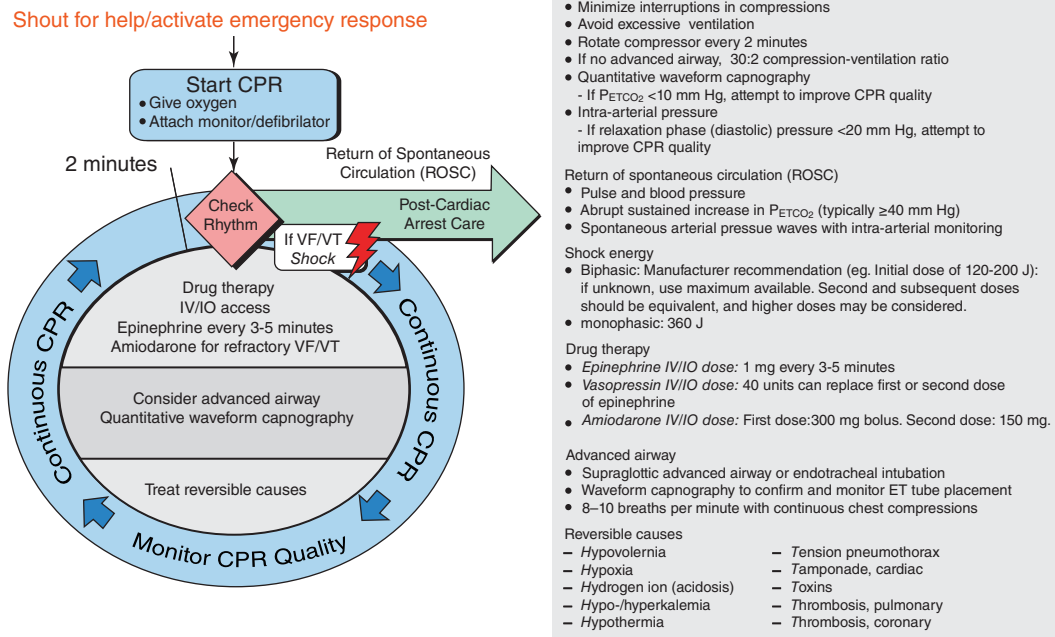 Shout for help/activate emergency response
Start CPR
• Give oxygen
• Attach monitor/defibrilator
2 minutes
Return of Spontaneous
Circulation (ROSC)
Check
Rhythm
Post-Cardiac
Arrest Care
If VF/VT
Shock
Drug therapy
IV/IO access
Epinephrine every 3-5 minutes
Amiodarone for refractory VF/VT
Consider advanced airway
Quantitative waveform capnography
Treat reversible causes
Continuous CPR
Continuous CPR
Monitor CPR Quality
• Minimize interruptions in compressions
• Avoid excessive ventilation
• Rotate compressor every 2 minutes
• If no advanced airway, 30:2 compression-ventilation ratio
• Quantitative waveform capnography
- If PETCO2 <10 mm Hg, attempt to improve CPR quality
• Intra-arterial pressure
- If relaxation phase (diastolic) pressure <20 mm Hg, attempt to
improve CPR quality
Return of spontaneous circulation (ROSC)
• Pulse and blood pressure
• Abrupt sustained increase in PETCO2 (typically ≥40 mm Hg)
• Spontaneous arterial pressue waves with intra-arterial monitoring
Shock energy
• Biphasic: Manufacturer recommendation (eg. Initial dose of 120-200 J):
if unknown, use maximum available. Second and subsequent doses
should be equivalent, and higher doses may be considered.
• monophasic: 360 J
Drug therapy
• Epinephrine IV/IO dose: 1 mg every 3-5 minutes
• Vasopressin IV/IO dose: 40 units can replace first or second dose
of epinephrine
• Amiodarone IV/IO dose: First dose:300 mg bolus. Second dose: 150 mg.
Advanced airway
• Supraglottic advanced airway or endotracheal intubation
• Waveform capnography to confirm and monitor ET tube placement
• 8–10 breaths per minute with continuous chest compressions
Reversible causes
– Hypovolernia
– Hypoxia
– Hydrogen ion (acidosis)
– Hypo-/hyperkalemia
– Hypothermia
– Tension pneumothorax
– Tamponade, cardiac
– Toxins
– Thrombosis, pulmonary
– Thrombosis, coronary